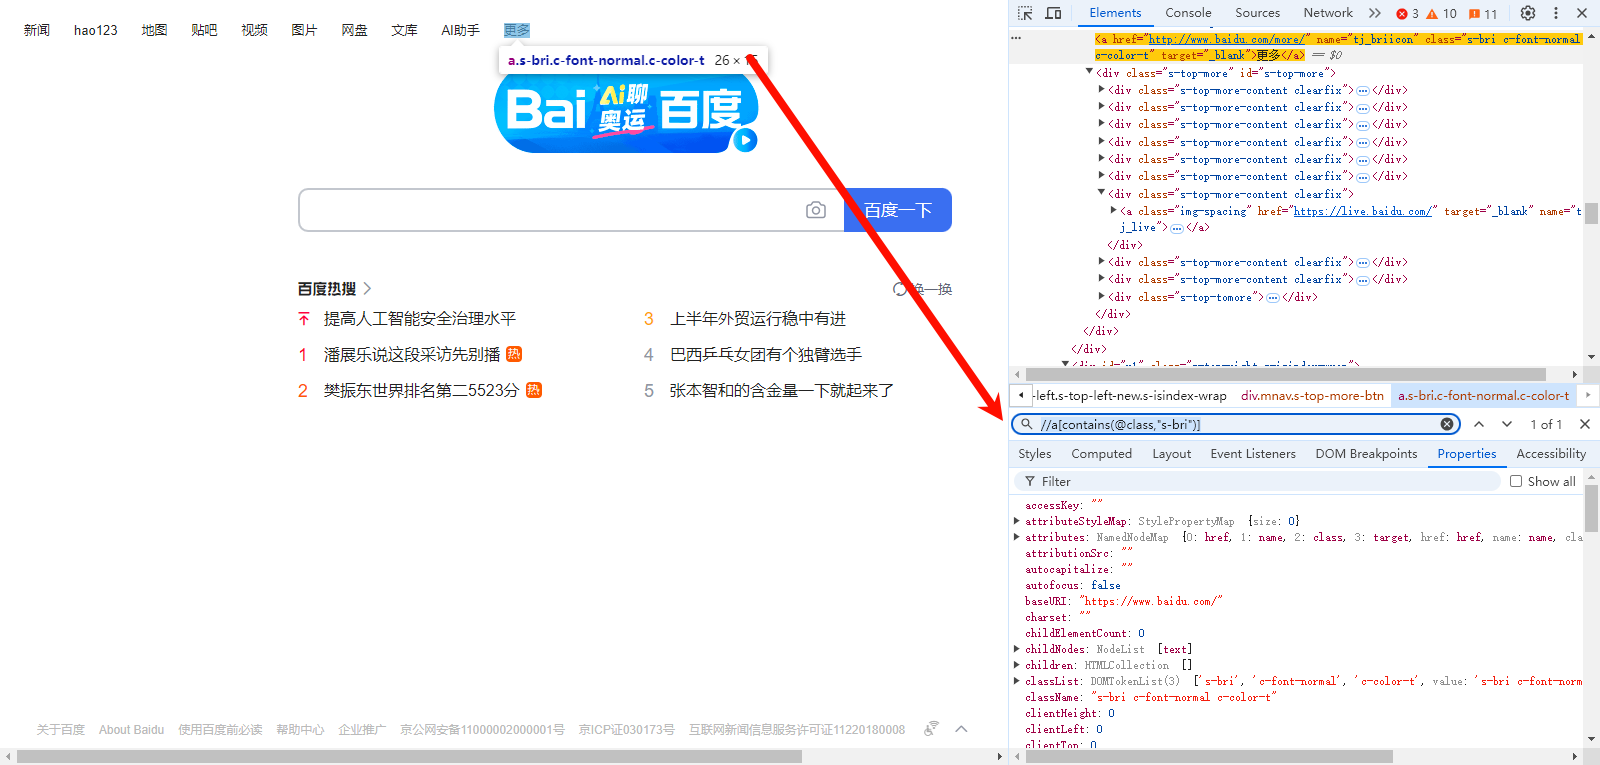 新闻 hao123 地图 贴吧 视频 图片 网盘 文库 AI助手 更多
a.s-bri.c-font-normal.c-color-t 26 ×
Bai Ai聊奥运 百度
百度一下
百度热搜
换一换
提高人工智能安全治理水平
1 潘展乐说这段采访先别播 热
2 樊振东世界排名第二5523分 热
3 上半年外贸运行稳中有进
4 巴西乒乓女团有个独臂选手
5 张本智和的含金量一下就起来了
关于百度 About Baidu 使用百度前必读 帮助中心 企业推广 京公网安备11000002000001号 京ICP证030173号 互联网新闻信息服务许可证11220180008
Elements Console Sources Network 3 10 11
<a href="http://www.baidu.com/more/" name="tj_briicon" class="s-bri c-font-normal
c-color-t" target="_blank">更多</a> == $0
<div class="s-top-more" id="s-top-more">
<div class="s-top-more-content clearfix">…</div>
<div class="s-top-more-content clearfix">…</div>
<div class="s-top-more-content clearfix">…</div>
<div class="s-top-more-content clearfix">…</div>
<div class="s-top-more-content clearfix">…</div>
<div class="s-top-more-content clearfix">…</div>
<div class="s-top-more-content clearfix">
<a class="img-spacing" href="https://live.baidu.com/" target="_blank" name="t
j_live">…</a>
</div>
<div class="s-top-more-content clearfix">…</div>
<div class="s-top-more-content clearfix">…</div>
<div class="s-top-tomore">…</div>
</div>
</div>
</div>
-left.s-top-left-new.s-isindex-wrap div.mnav.s-top-more-btn a.s-bri.c-font-normal.c-color-t
//a[contains(@class,"s-bri")] 1 of 1
Styles Computed Layout Event Listeners DOM Breakpoints Properties Accessibility
Filter Show all
accessKey: ""
attributeStyleMap: StylePropertyMap {size: 0}
attributes: NamedNodeMap {0: href, 1: name, 2: class, 3: target, href: href, name: name, cla
attributionSrc: ""
autocapitalize: ""
autofocus: false
baseURI: "https://www.baidu.com/"
charset: ""
childElementCount: 0
childNodes: NodeList [text]
children: HTMLCollection []
classList: DOMTokenList(3) ['s-bri', 'c-font-normal', 'c-color-t', value: 's-bri c-font-norm
className: "s-bri c-font-normal c-color-t"
clientHeight: 0
clientLeft: 0
clientTop: 0